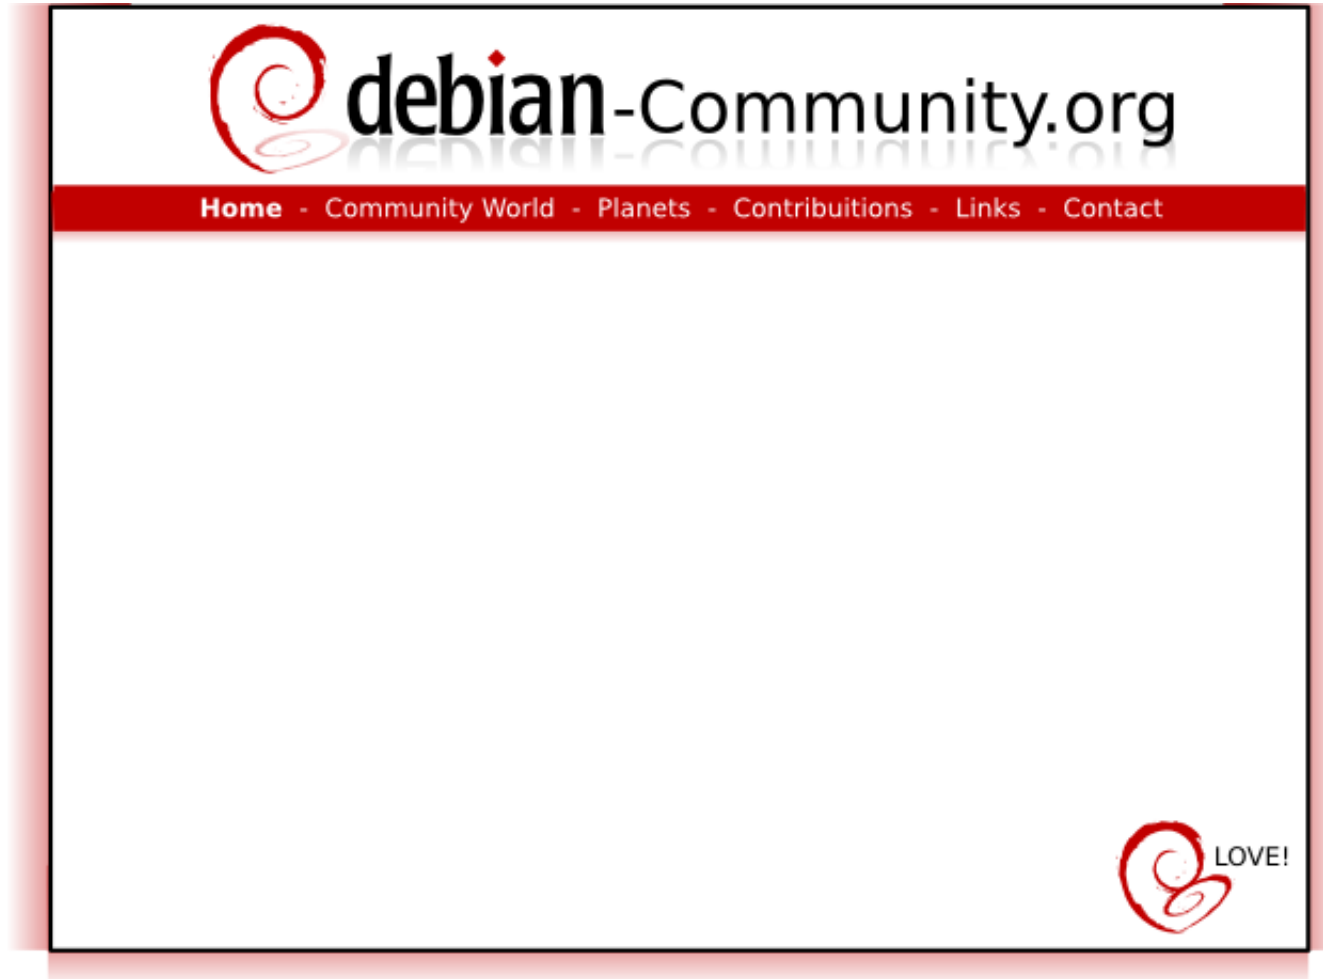 debian-Community.org
Home - Community World - Planets - Contribuitions - Links - Contact
LOVE!